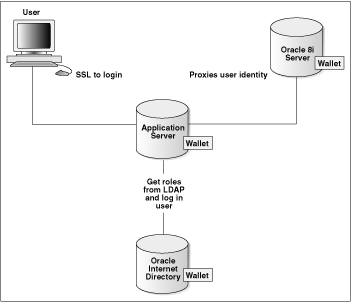 User
SSL to login
Proxies user identity
Oracle 8i
Server
Wallet
Application
Server
Wallet
Get roles
from LDAP
and log in
user
Oracle
Internet
Directory
Wallet